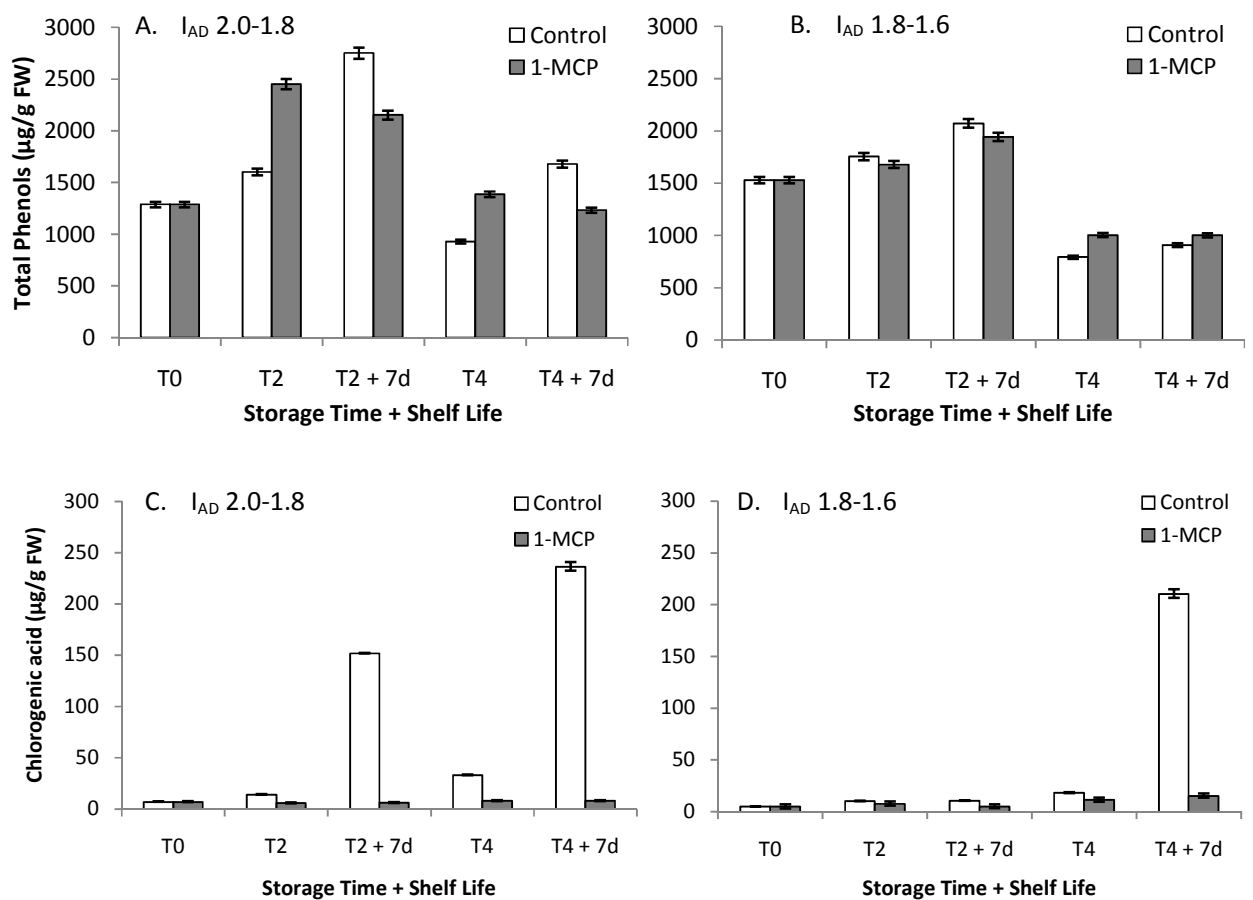 A. IAD 2.0-1.8
Control
1-MCP
Total Phenols (µg/g FW)
3000
2500
2000
1500
1000
500
0
T0 T2 T2 + 7d T4 T4 + 7d
Storage Time + Shelf Life
B. IAD 1.8-1.6
Control
1-MCP
3000
2500
2000
1500
1000
500
0
T0 T2 T2 + 7d T4 T4 + 7d
Storage Time + Shelf Life
C. IAD 2.0-1.8
Control
1-MCP
Chlorogenic acid (µg/g FW)
300
250
200
150
100
50
0
T0 T2 T2 + 7d T4 T4 + 7d
Storage Time + Shelf Life
D. IAD 1.8-1.6
Control
1-MCP
300
250
200
150
100
50
0
T0 T2 T2 + 7d T4 T4 + 7d
Storage Time + Shelf Life